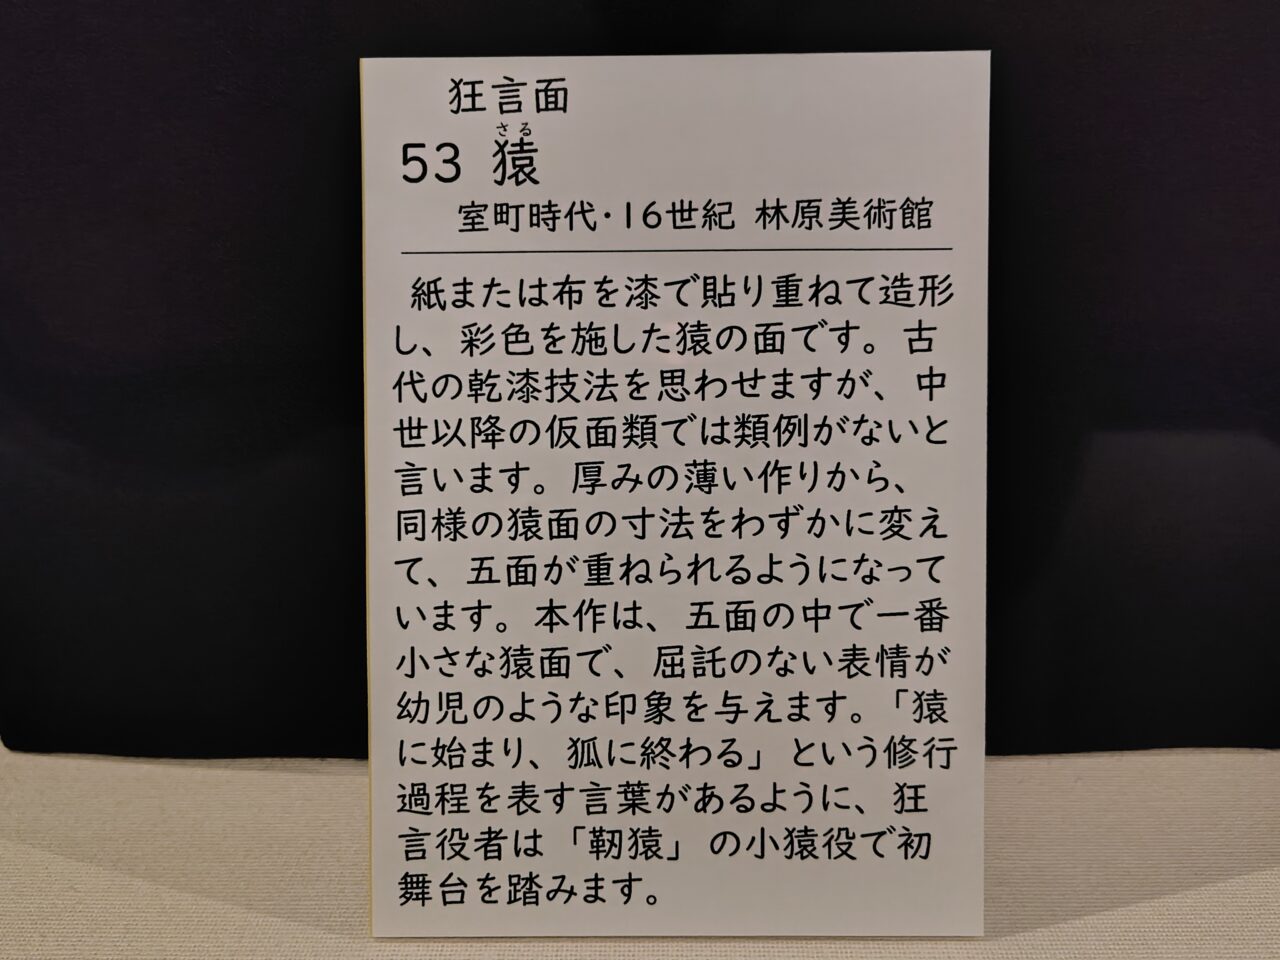 狂言面
さる
53 猿
室町時代・16世紀 林原美術館
紙または布を漆で貼り重ねて造形
し、彩色を施した猿の面です。古
代の乾漆技法を思わせますが、中
世以降の仮面類では類例がないと
言います。厚みの薄い作りから、
同様の猿面の寸法をわずかに変え
て、五面が重ねられるようになって
います。本作は、五面の中で一番
小さな猿面で、屈託のない表情が
幼児のような印象を与えます。「猿
に始まり、狐に終わる」という修行
過程を表す言葉があるように、狂
言役者は「靭猿」の小猿役で初
舞台を踏みます。